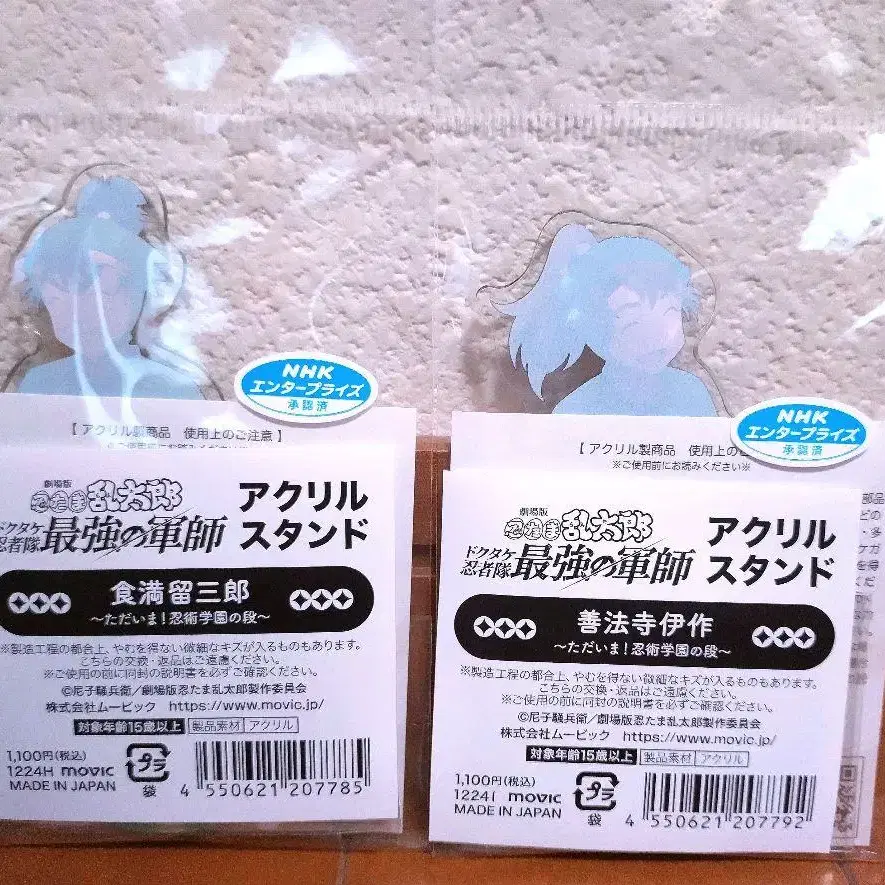 NHK
エンタープライズ
承認済
【 アクリル製商品　使用上のご注意 】
劇場版
忍たま乱太郎
ドクタケ忍者隊 最強の軍師
アクリル
スタンド
食満留三郎
〜ただいま！忍術学園の段〜
※製造工程の都合上、やむを得ない微細なキズが入るものもあります。
こちらの交換・返品はご遠慮ください。
※ご使用の前に同封の説明書を必ずご確認ください。
©尼子騒兵衛／劇場版忍たま乱太郎製作委員会
株式会社ムービック　https://www.movic.jp/
対象年齢15歳以上 製品素材 アクリル
1,100円(税込)
1224H movic
MADE IN JAPAN
プラ
袋
4 550621 207785
NHK
エンタープライズ
承認済
【 アクリル製商品　使用上の
※ご使用前にお読みください※
劇場版
忍たま乱太郎
ドクタケ忍者隊 最強の軍師
アクリル
スタンド
善法寺伊作
〜ただいま！忍術学園の段〜
※製造工程の都合上、やむを得ない微細なキズが入るものもあります。
こちらの交換・返品はご遠慮ください。
※ご使用の前に同封の説明書を必ずご確認ください。
©尼子騒兵衛／劇場版忍たま乱太郎製作委員会
株式会社ムービック　https://www.movic.jp/
対象年齢15歳以上 製品素材 アクリル
1,100円(税込)
1224I movic
MADE IN JAPAN
プラ
袋
4 550621 207792